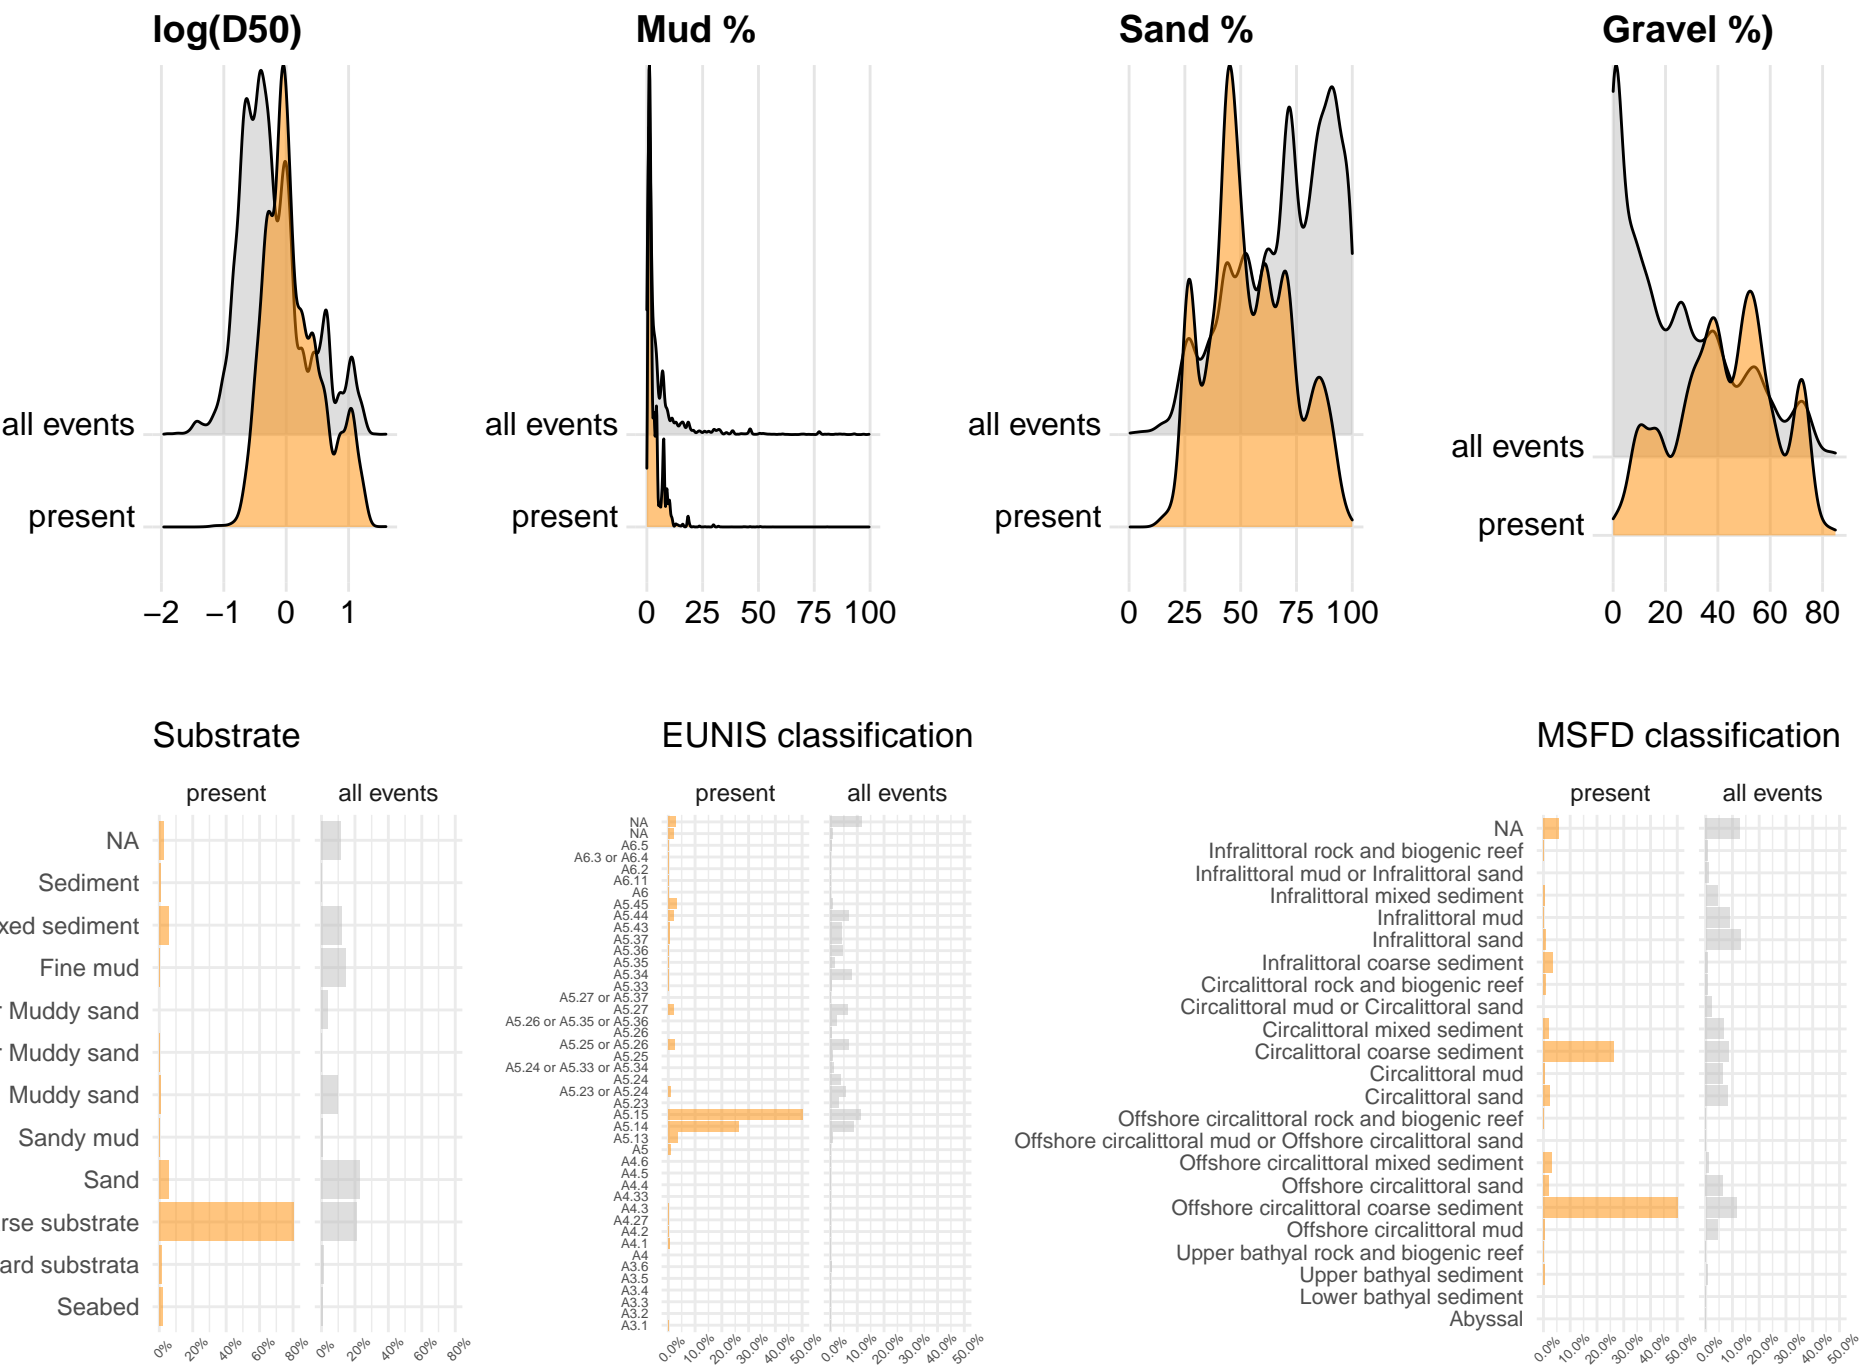 log(D50)
Mud %
Sand %
Gravel %)
all events
present
−2 −1 0 1
all events
present
0 25 50 75 100
all events
present
0 25 50 75 100
all events
present
0 20 40 60 80
Substrate
present all events
NA
Sediment
xed sediment
Fine mud
r Muddy sand
r Muddy sand
Muddy sand
Sandy mud
Sand
rse substrate
ard substrata
Seabed
0% 20% 40% 60% 80% 0% 20% 40% 60% 80%
EUNIS classification
present all events
NA
NA
A6.5
A6.3 or A6.4
A6.2
A6.11
A6
A5.45
A5.44
A5.43
A5.37
A5.36
A5.35
A5.34
A5.33
A5.27 or A5.37
A5.27
A5.26 or A5.35 or A5.36
A5.26
A5.25 or A5.26
A5.25
A5.24 or A5.33 or A5.34
A5.24
A5.23 or A5.24
A5.23
A5.15
A5.14
A5.13
A5
A4.6
A4.5
A4.4
A4.33
A4.3
A4.27
A4.2
A4.1
A4
A3.6
A3.5
A3.4
A3.3
A3.2
A3.1
0.0% 10.0% 20.0% 30.0% 40.0% 50.0% 0.0% 10.0% 20.0% 30.0% 40.0% 50.0%
MSFD classification
present all events
NA
Infralittoral rock and biogenic reef
Infralittoral mud or Infralittoral sand
Infralittoral mixed sediment
Infralittoral mud
Infralittoral sand
Infralittoral coarse sediment
Circalittoral rock and biogenic reef
Circalittoral mud or Circalittoral sand
Circalittoral mixed sediment
Circalittoral coarse sediment
Circalittoral mud
Circalittoral sand
Offshore circalittoral rock and biogenic reef
Offshore circalittoral mud or Offshore circalittoral sand
Offshore circalittoral mixed sediment
Offshore circalittoral sand
Offshore circalittoral coarse sediment
Offshore circalittoral mud
Upper bathyal rock and biogenic reef
Upper bathyal sediment
Lower bathyal sediment
Abyssal
0.0% 10.0% 20.0% 30.0% 40.0% 50.0% 0.0% 10.0% 20.0% 30.0% 40.0% 50.0%